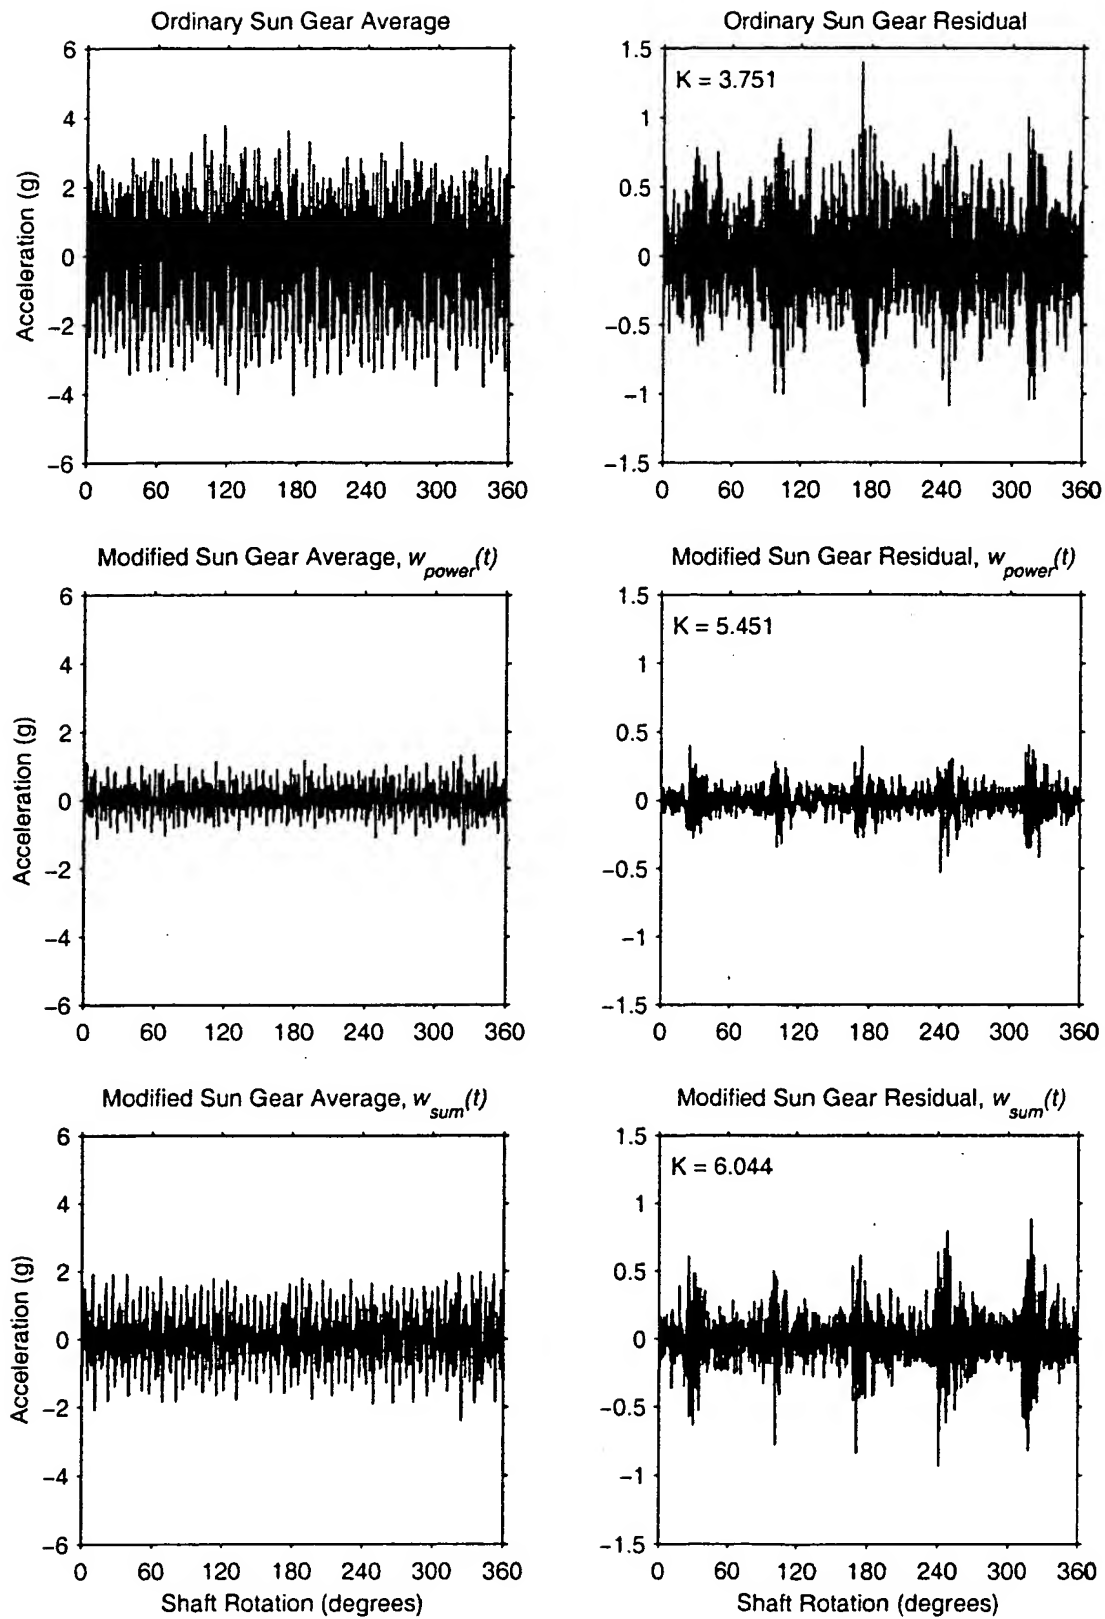 Ordinary Sun Gear Average
Ordinary Sun Gear Residual
6
4
2
0
−2
−4
−6
Acceleration (g)
0 60 120 180 240 300 360
1.5
1
0.5
0
−0.5
−1
−1.5
K = 3.751
0 60 120 180 240 300 360
Modified Sun Gear Average, w_power(t)
Modified Sun Gear Residual, w_power(t)
6
4
2
0
−2
−4
−6
Acceleration (g)
0 60 120 180 240 300 360
1.5
1
0.5
0
−0.5
−1
−1.5
K = 5.451
0 60 120 180 240 300 360
Modified Sun Gear Average, w_sum(t)
Modified Sun Gear Residual, w_sum(t)
6
4
2
0
−2
−4
−6
Acceleration (g)
0 60 120 180 240 300 360
Shaft Rotation (degrees)
1.5
1
0.5
0
−0.5
−1
−1.5
K = 6.044
0 60 120 180 240 300 360
Shaft Rotation (degrees)